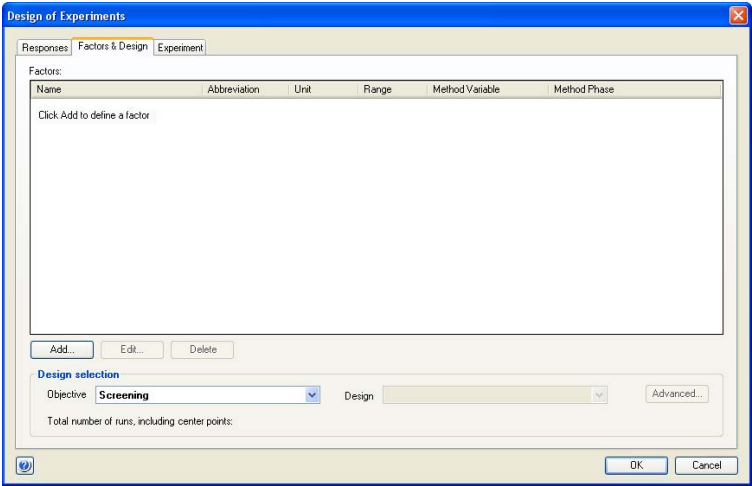 Design of Experiments
Responses Factors & Design Experiment
Factors:
Name Abbreviation Unit Range Method Variable Method Phase
Click Add to define a factor
Add... Edit... Delete
Design selection
Objective Screening Design Advanced...
Total number of runs, including center points:
OK Cancel